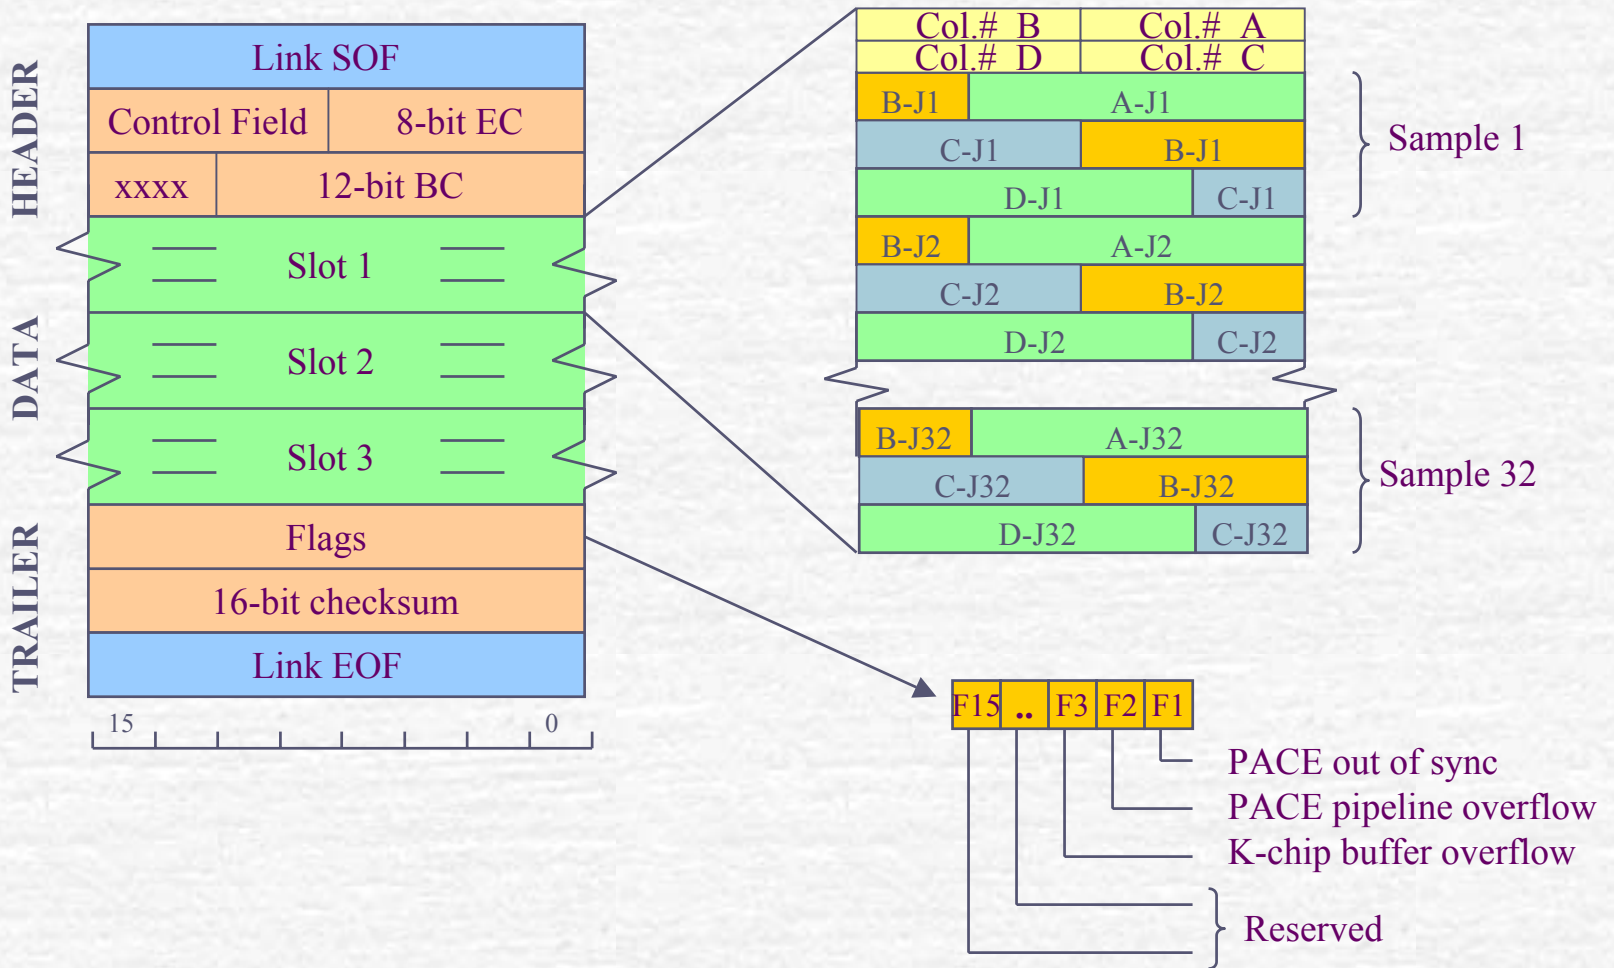 HEADER
Link SOF
Control Field 8-bit EC
xxxx 12-bit BC
DATA
Slot 1
Slot 2
Slot 3
TRAILER
Flags
16-bit checksum
Link EOF
15 0
Col.# B Col.# A
Col.# D Col.# C
B-J1 A-J1
C-J1 B-J1
D-J1 C-J1
Sample 1
B-J2 A-J2
C-J2 B-J2
D-J2 C-J2
B-J32 A-J32
C-J32 B-J32
D-J32 C-J32
Sample 32
F15 .. F3 F2 F1
PACE out of sync
PACE pipeline overflow
K-chip buffer overflow
Reserved